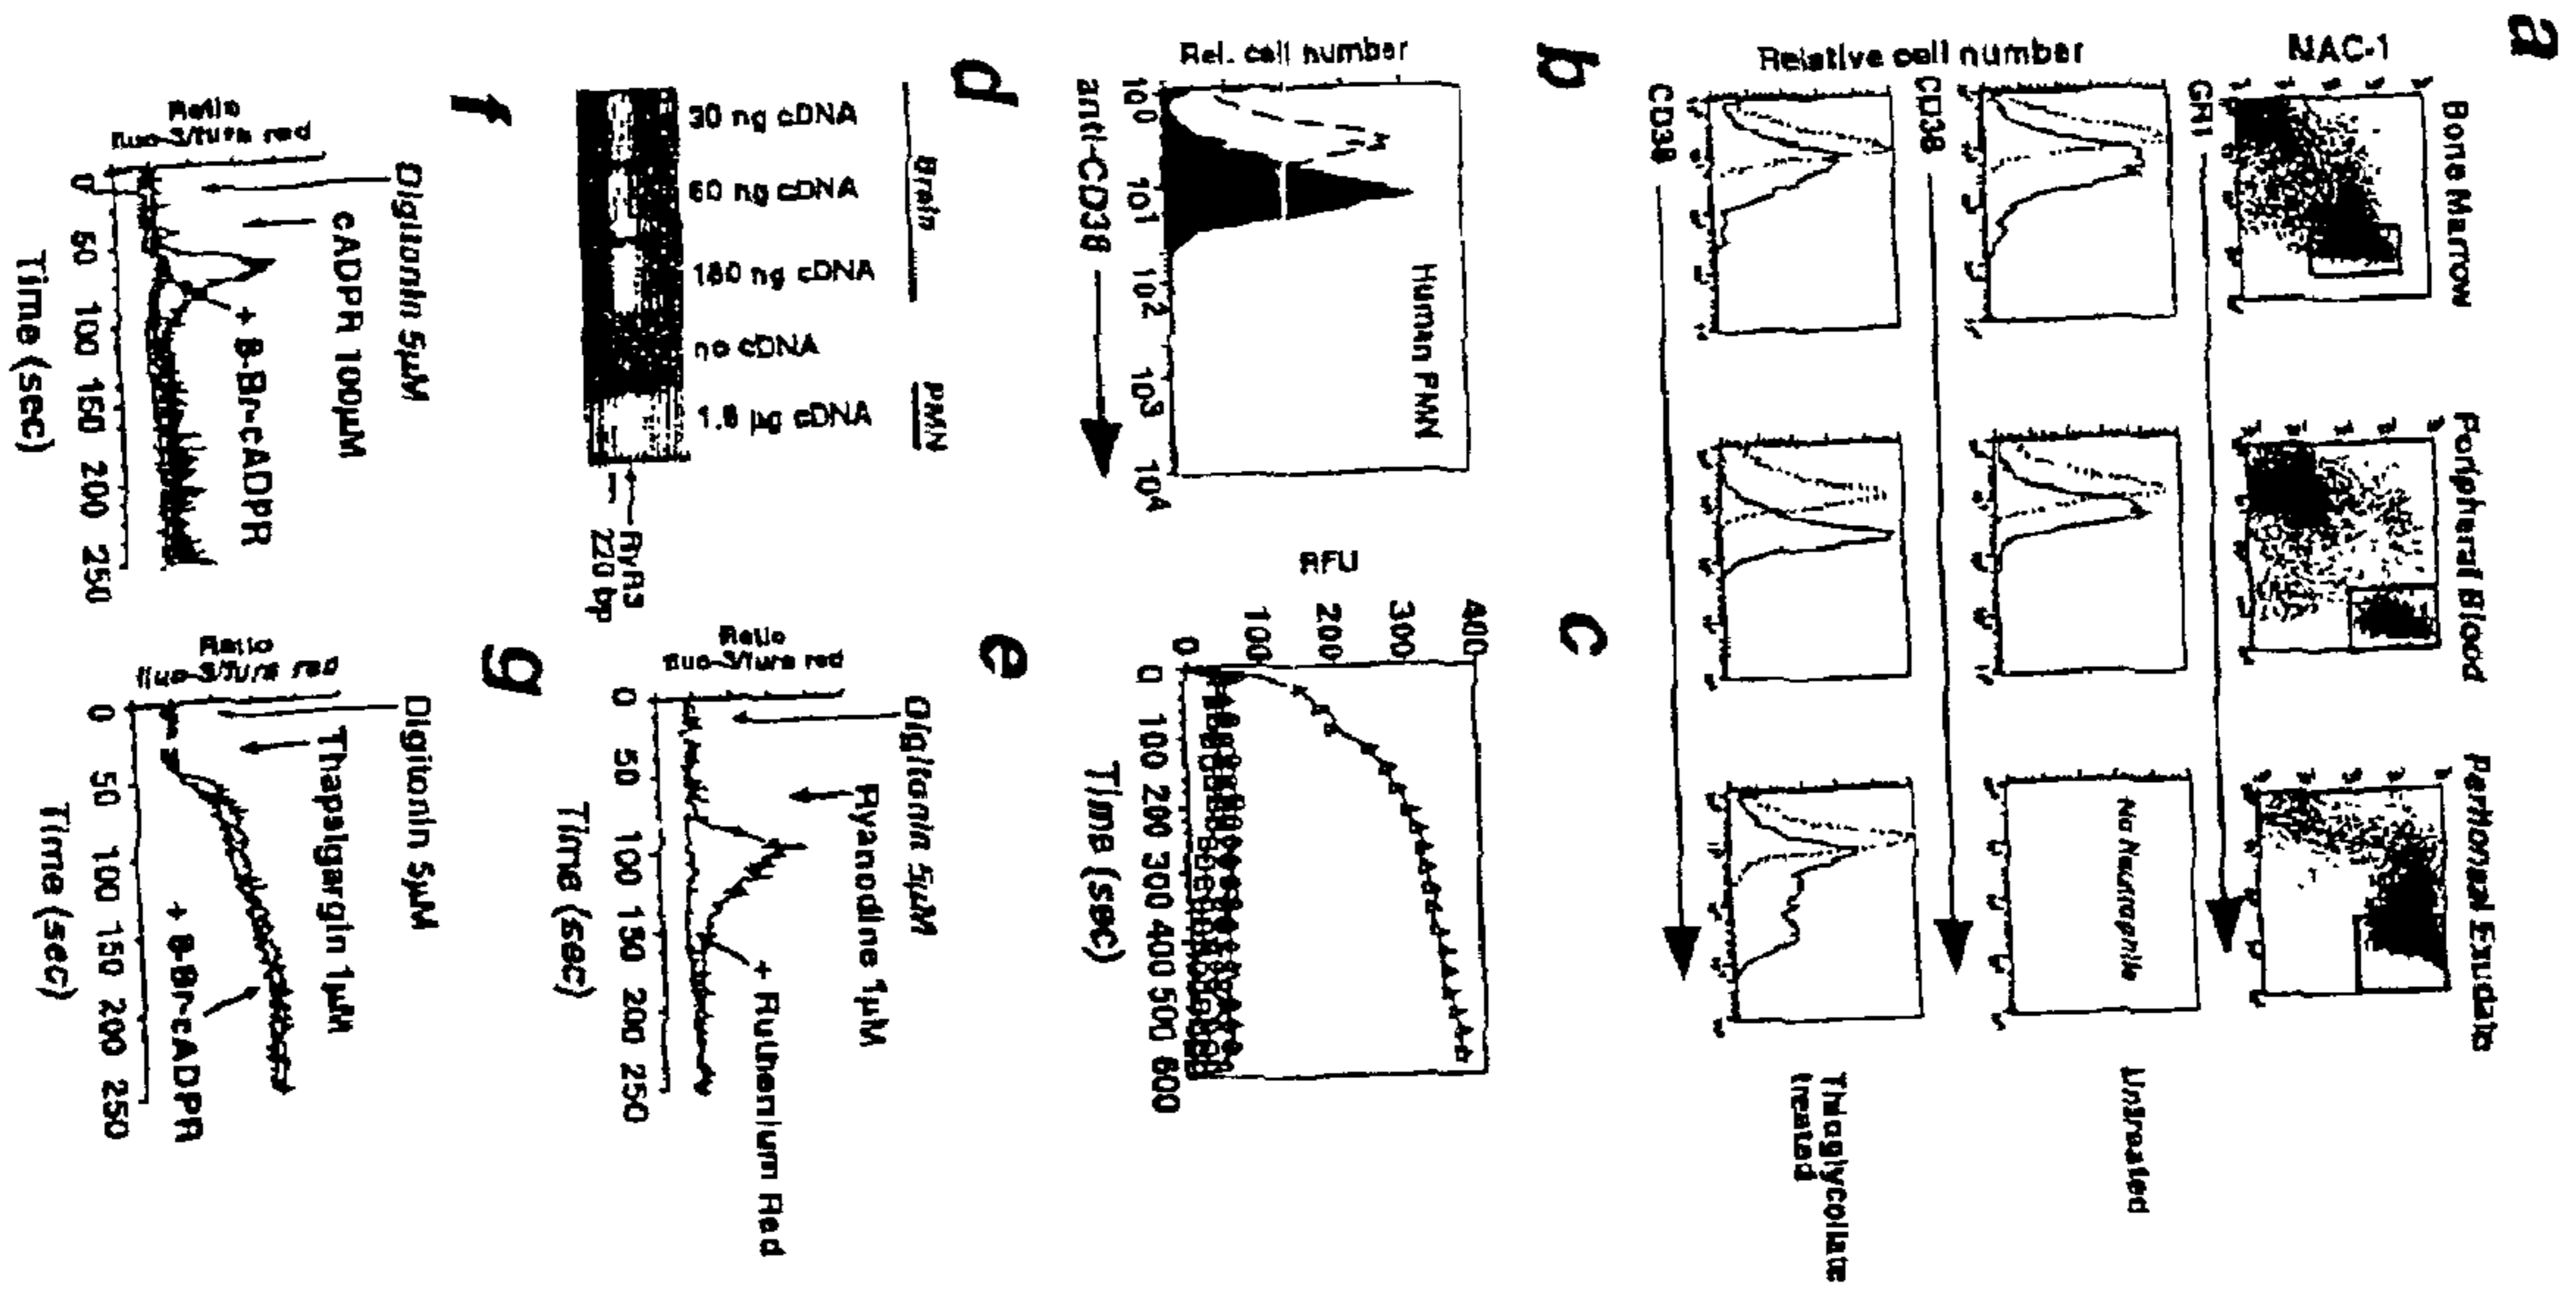 a
Bone Marrow
Peripheral Blood
Peritoneal Exudate
MAC-1
GR1
Relative cell number
No Neutrophils
Untreated
CD38
Thioglycollate
treated
CD38
b
Rel. cell number
Human PMN
100 101 102 103 104
anti-CD38
c
RFU
400
300
200
100
0
0 100 200 300 400 500 600
Time (sec)
d
Brain
PMN
30 ng cDNA
60 ng cDNA
180 ng cDNA
no cDNA
1.8 µg cDNA
RyR3
220 bp
e
Digitonin 5µM
Ryanodine 1µM
+ Ruthenium Red
Ratio
fluo-3/fura red
0 50 100 150 200 250
Time (sec)
f
Digitonin 5µM
cADPR 100µM
+ 8-Br-cADPR
Ratio
fluo-3/fura red
0 50 100 150 200 250
Time (sec)
g
Digitonin 5µM
Thapsigargin 1µM
+ 8-Br-cADPR
Ratio
fluo-3/fura red
0 50 100 150 200 250
Time (sec)